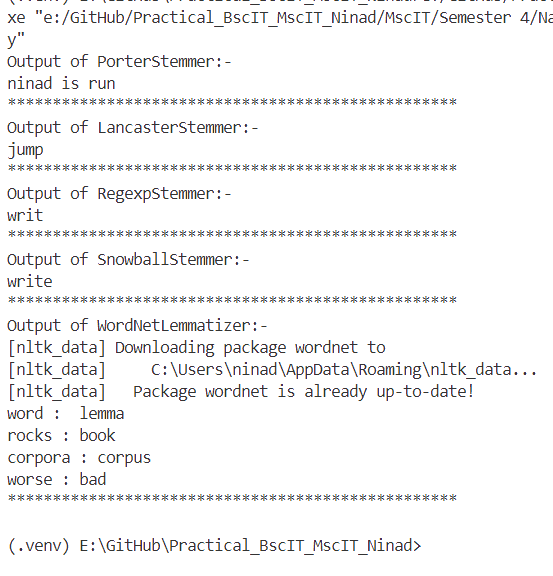 xe "e:/GitHub/Practical_BscIT_MscIT_Ninad/MscIT/Semester 4/Na
y"
Output of PorterStemmer:-
ninad is run
**************************************************
Output of LancasterStemmer:-
jump
**************************************************
Output of RegexpStemmer:-
writ
**************************************************
Output of SnowballStemmer:-
write
**************************************************
Output of WordNetLemmatizer:-
[nltk_data] Downloading package wordnet to
[nltk_data]     C:\Users\ninad\AppData\Roaming\nltk_data...
[nltk_data]   Package wordnet is already up-to-date!
word :  lemma
rocks : book
corpora : corpus
worse : bad
**************************************************
(.venv) E:\GitHub\Practical_BscIT_MscIT_Ninad>